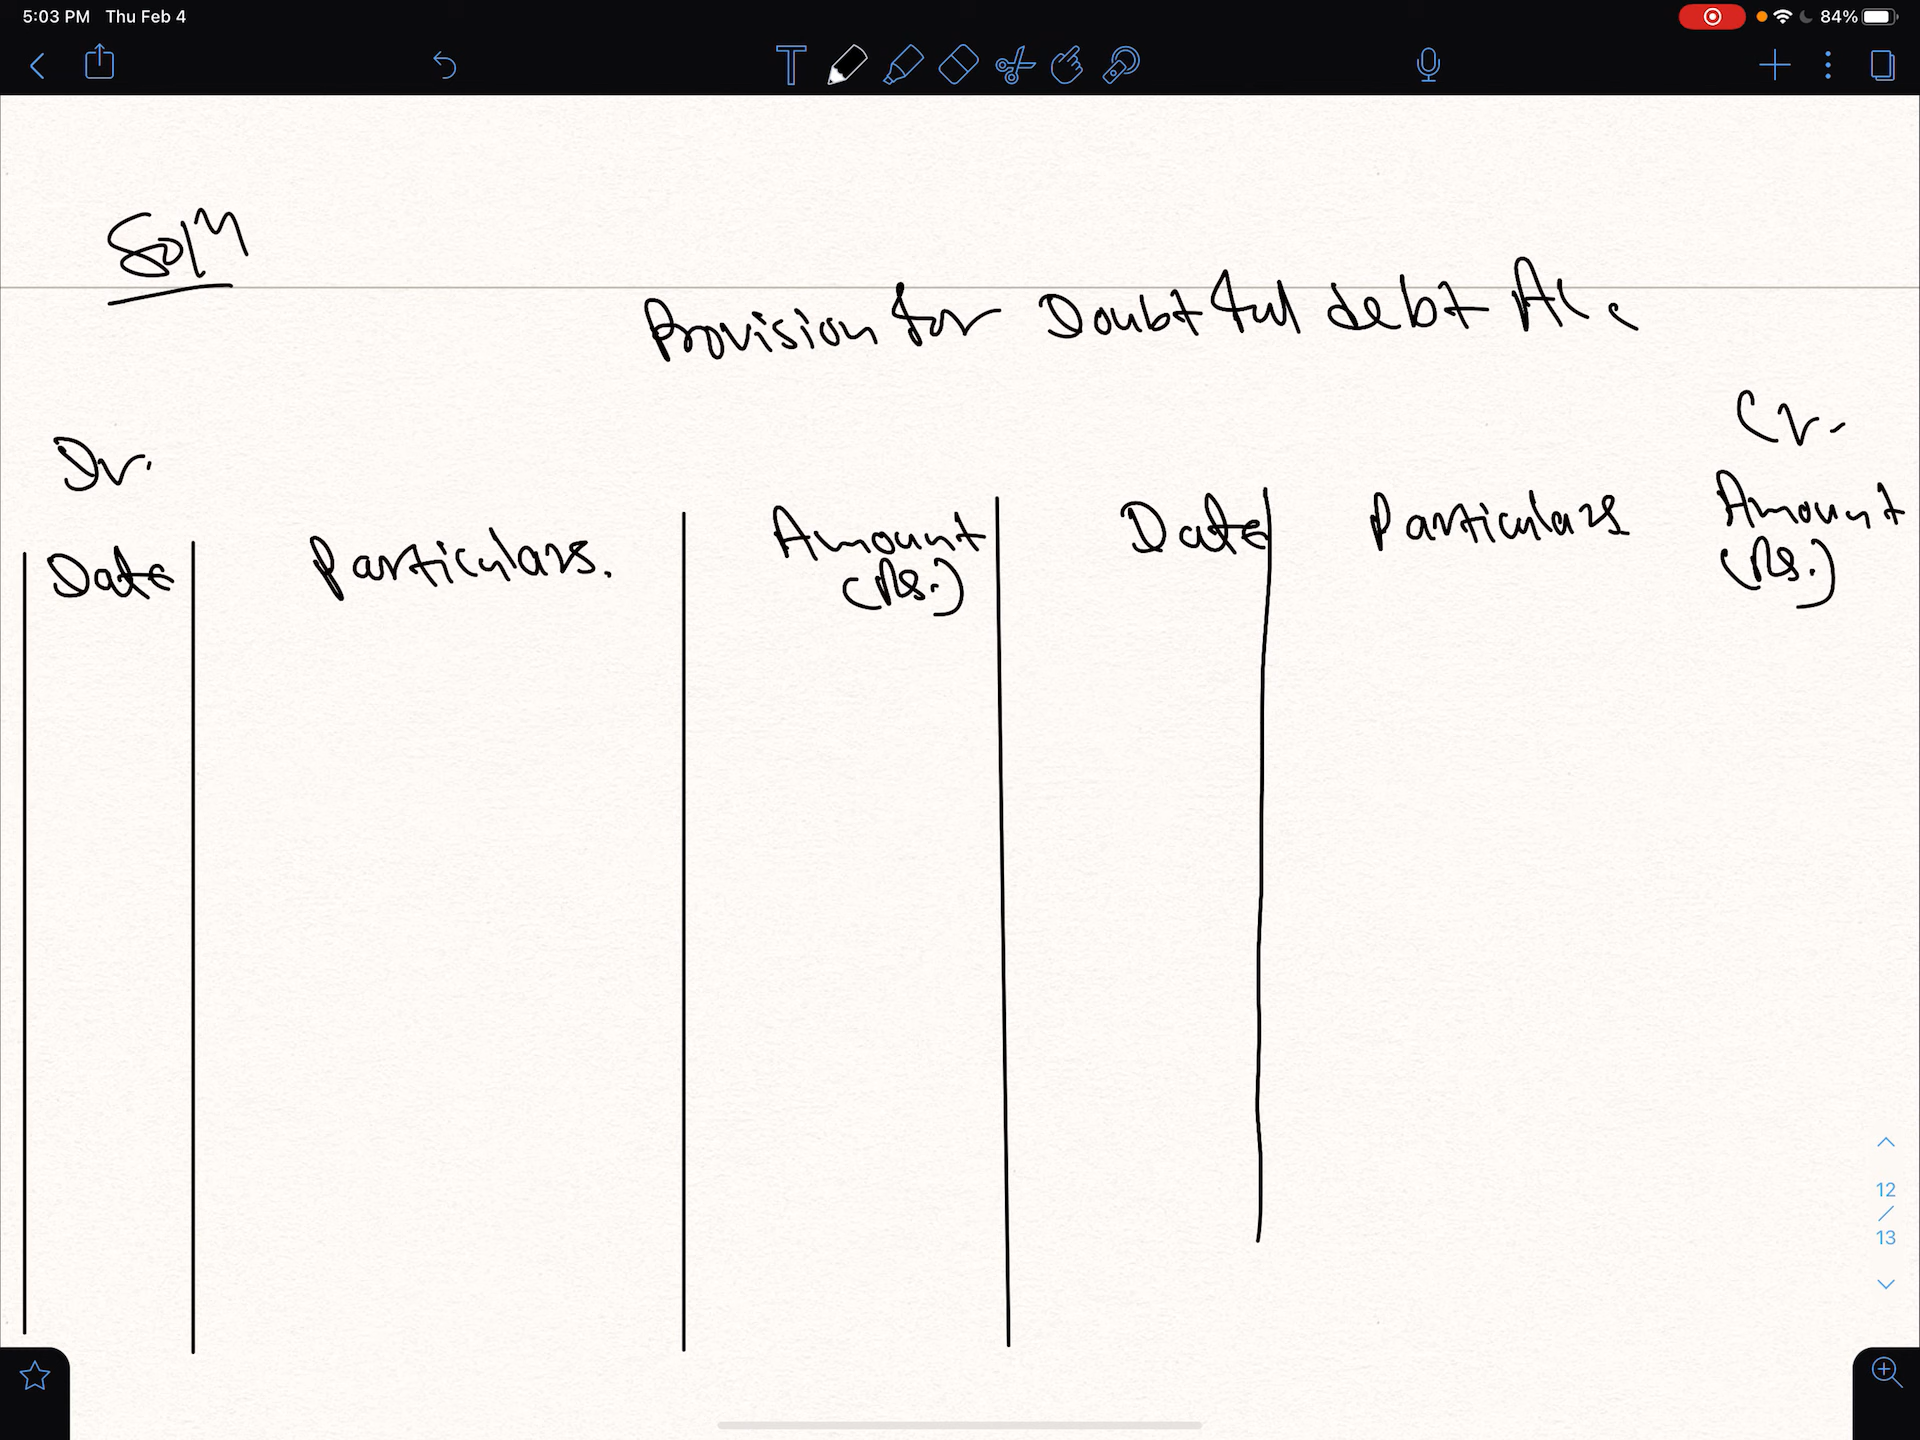 5:03 PM Thu Feb 4
84%
Soln
Provision for Doubtful debt A/c
Cr.
Dr.
Date Particulars. Amount (Rs.) Date Particulars Amount (Rs.)
12
/
13